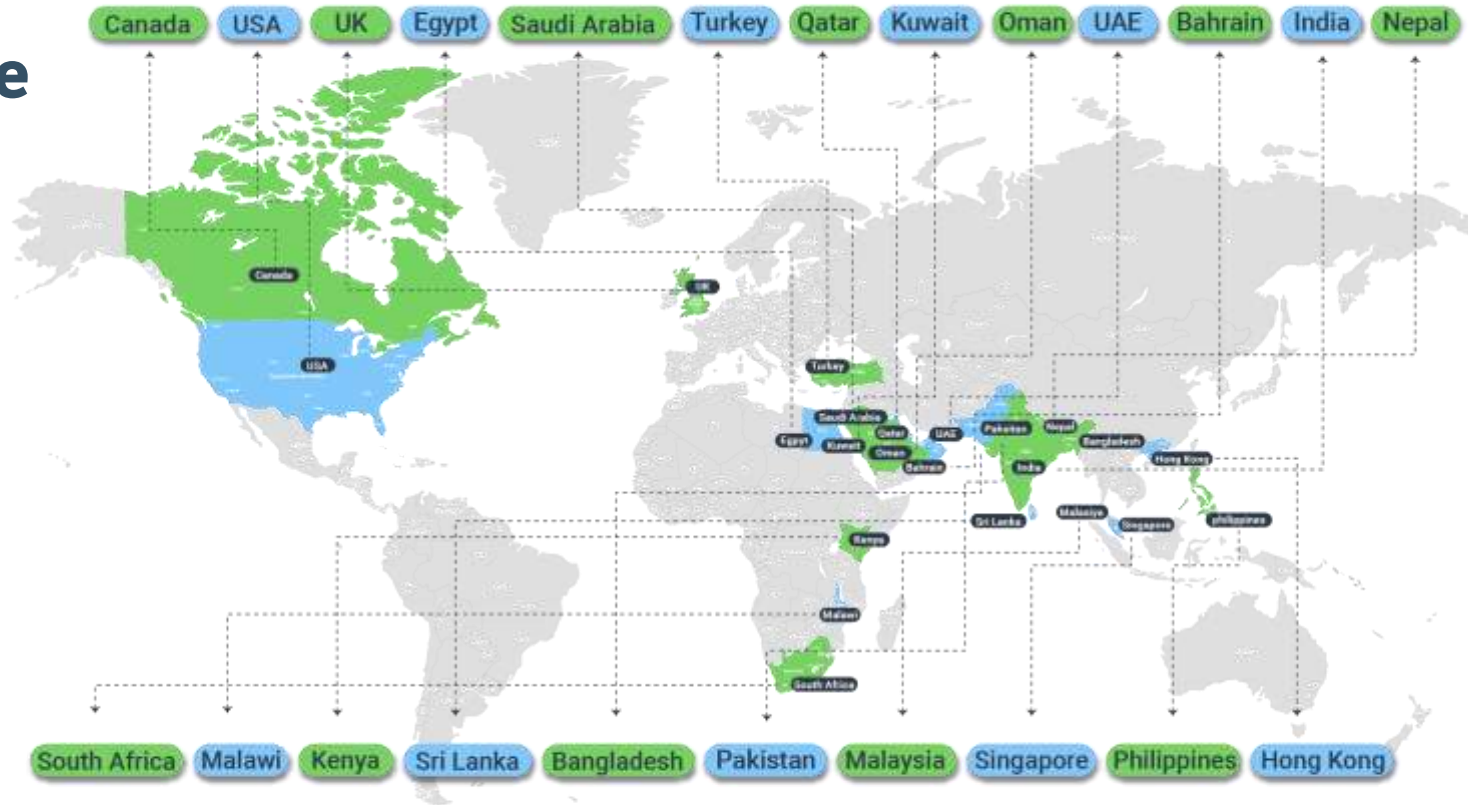 Canada USA UK Egypt Saudi Arabia Turkey Qatar Kuwait Oman UAE Bahrain India Nepal
e
Canada
UK
USA
Turkey
Saudi Arabia
Egypt
Kuwait
Qatar
Oman
Bahrain
UAE
Pakistan
Nepal
Bangladesh
India
Hong Kong
Sri Lanka
Malasiya
Singapore
philippines
Kenya
Malawi
South Africa
South Africa Malawi Kenya Sri Lanka Bangladesh Pakistan Malaysia Singapore Philippines Hong Kong